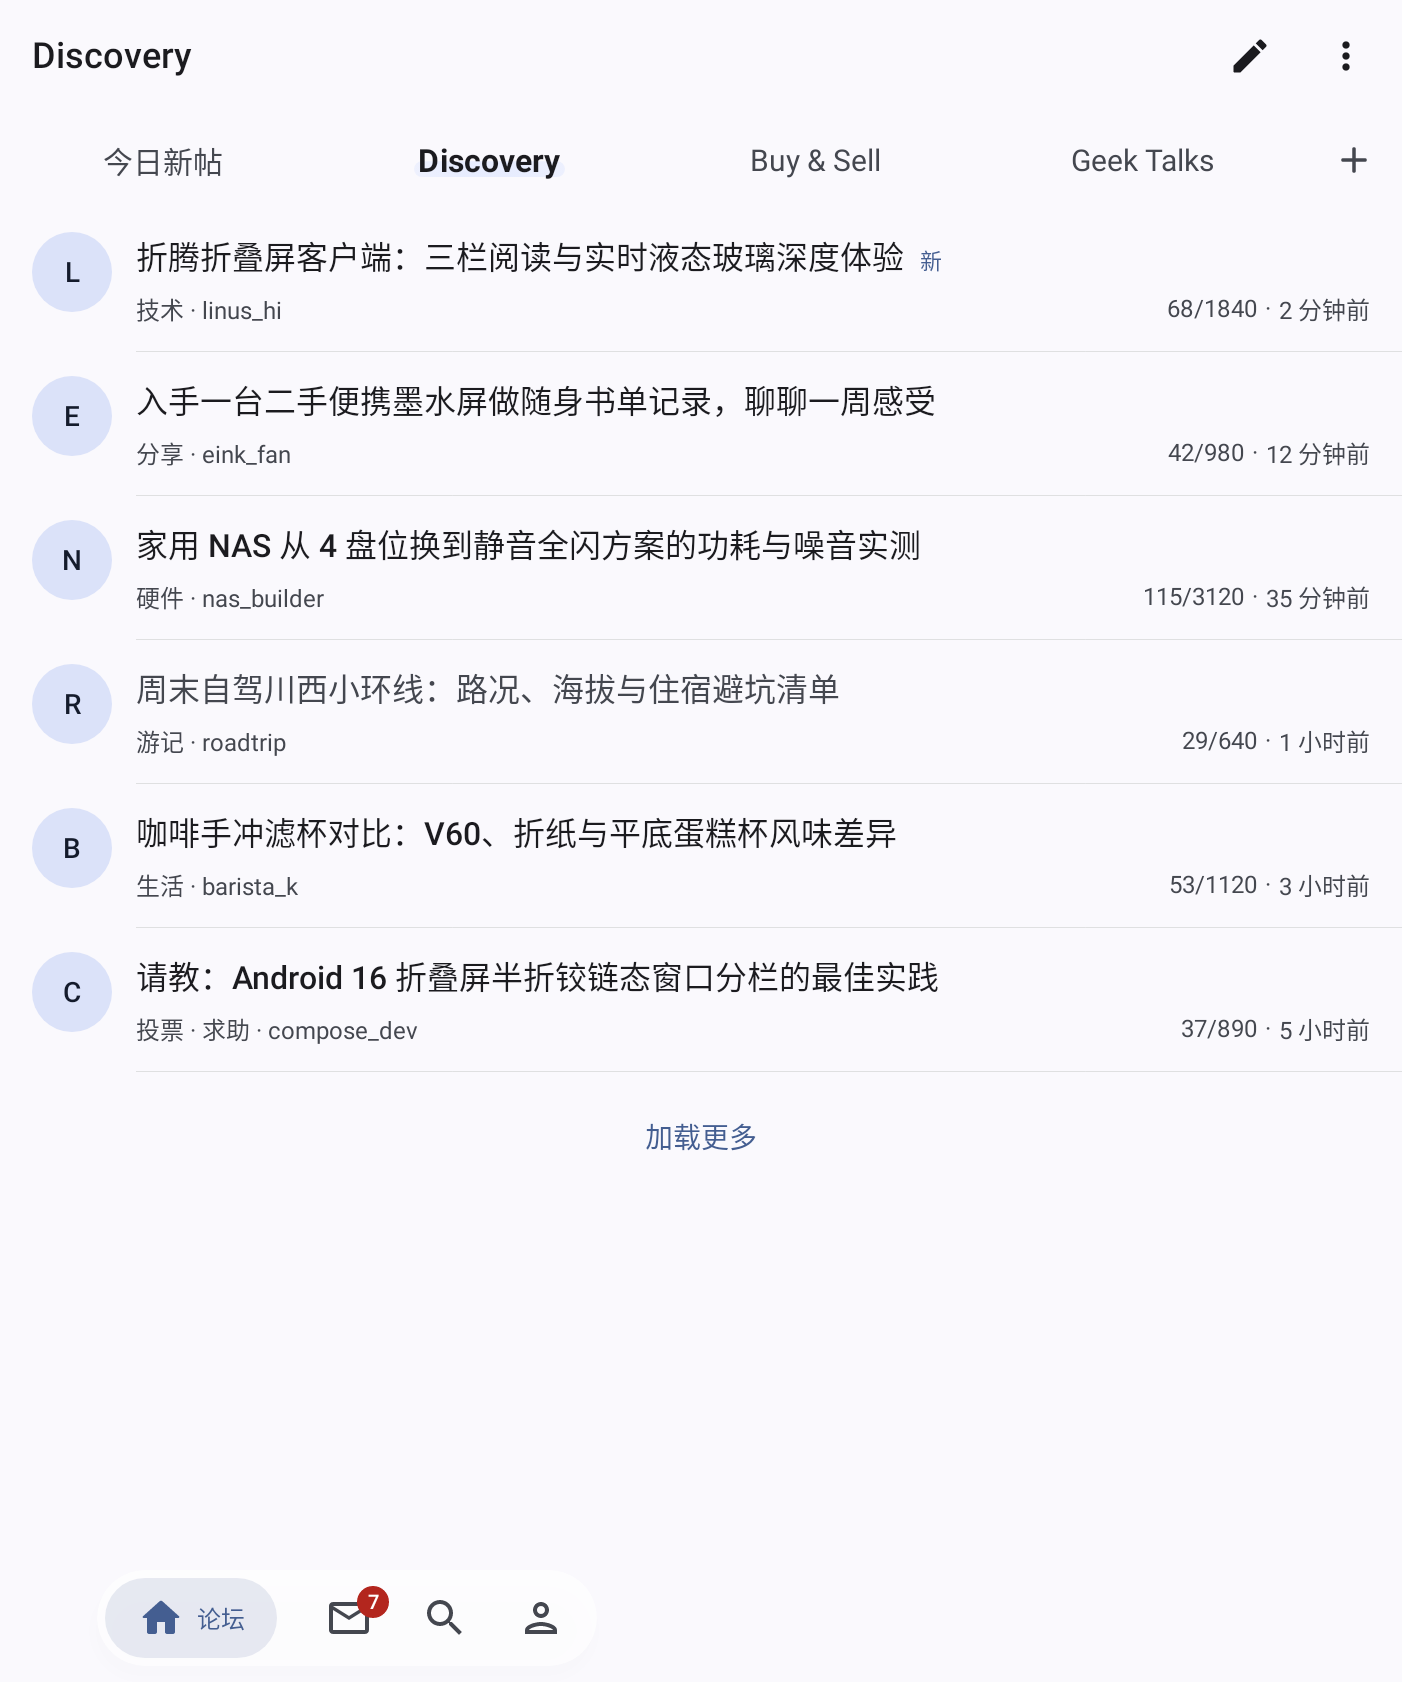 Discovery
今日新帖 Discovery Buy & Sell Geek Talks
L
折腾折叠屏客户端：三栏阅读与实时液态玻璃深度体验 新
技术 · linus_hi 68/1840 · 2 分钟前
E
入手一台二手便携墨水屏做随身书单记录，聊聊一周感受
分享 · eink_fan 42/980 · 12 分钟前
N
家用 NAS 从 4 盘位换到静音全闪方案的功耗与噪音实测
硬件 · nas_builder 115/3120 · 35 分钟前
R
周末自驾川西小环线：路况、海拔与住宿避坑清单
游记 · roadtrip 29/640 · 1 小时前
B
咖啡手冲滤杯对比：V60、折纸与平底蛋糕杯风味差异
生活 · barista_k 53/1120 · 3 小时前
C
请教：Android 16 折叠屏半折铰链态窗口分栏的最佳实践
投票 · 求助 · compose_dev 37/890 · 5 小时前
加载更多
论坛 7